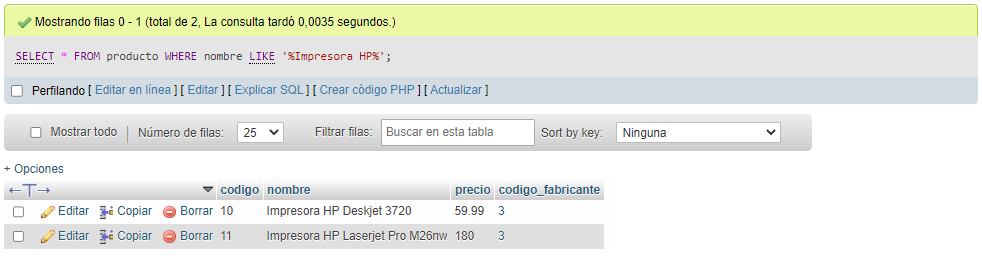 Mostrando filas 0 - 1 (total de 2, La consulta tardó 0,0035 segundos.)
SELECT * FROM producto WHERE nombre LIKE '%Impresora HP%';
Perfilando [ Editar en línea ] [ Editar ] [ Explicar SQL ] [ Crear código PHP ] [ Actualizar ]
Mostrar todo Número de filas: 25 Filtrar filas: Buscar en esta tabla Sort by key: Ninguna
+ Opciones
←T→ codigo nombre precio codigo_fabricante
Editar Copiar Borrar 10 Impresora HP Deskjet 3720 59.99 3
Editar Copiar Borrar 11 Impresora HP Laserjet Pro M26nw 180 3